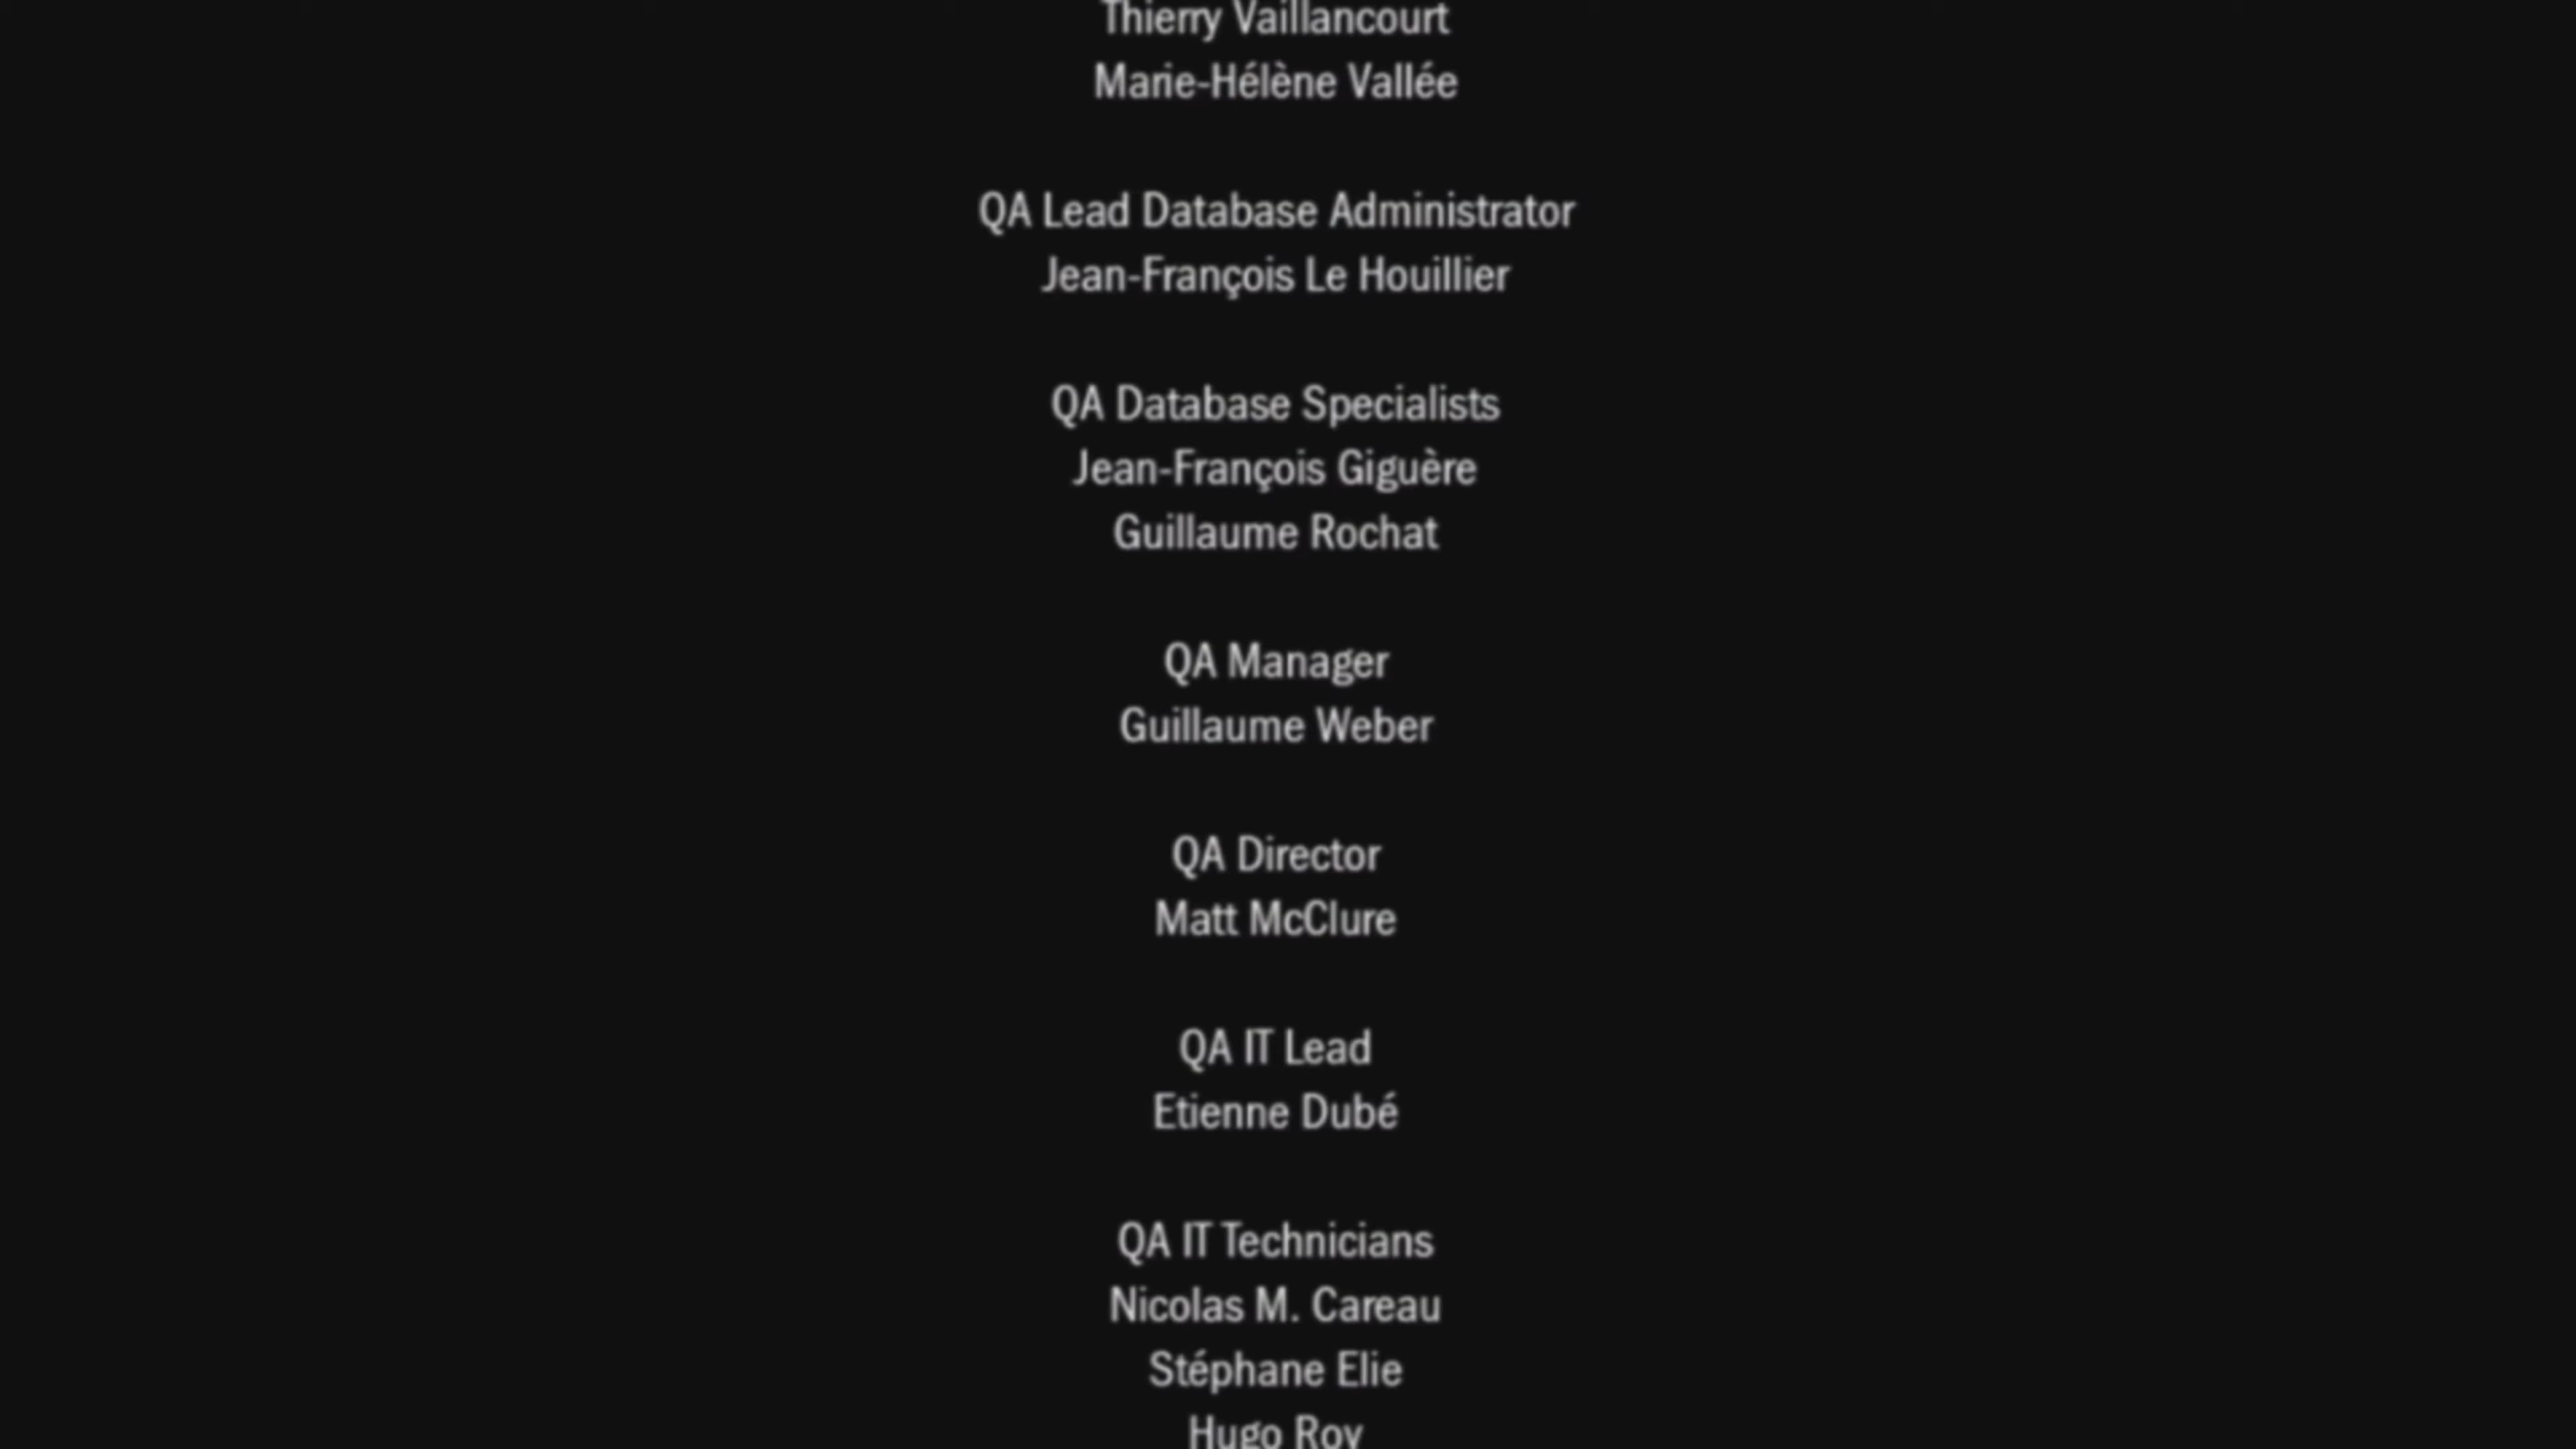 Thierry Vaillancourt
Marie-Hélène Vallée
QA Lead Database Administrator
Jean-François Le Houillier
QA Database Specialists
Jean-François Giguère
Guillaume Rochat
QA Manager
Guillaume Weber
QA Director
Matt McClure
QA IT Lead
Etienne Dubé
QA IT Technicians
Nicolas M. Careau
Stéphane Elie
Hugo Roy